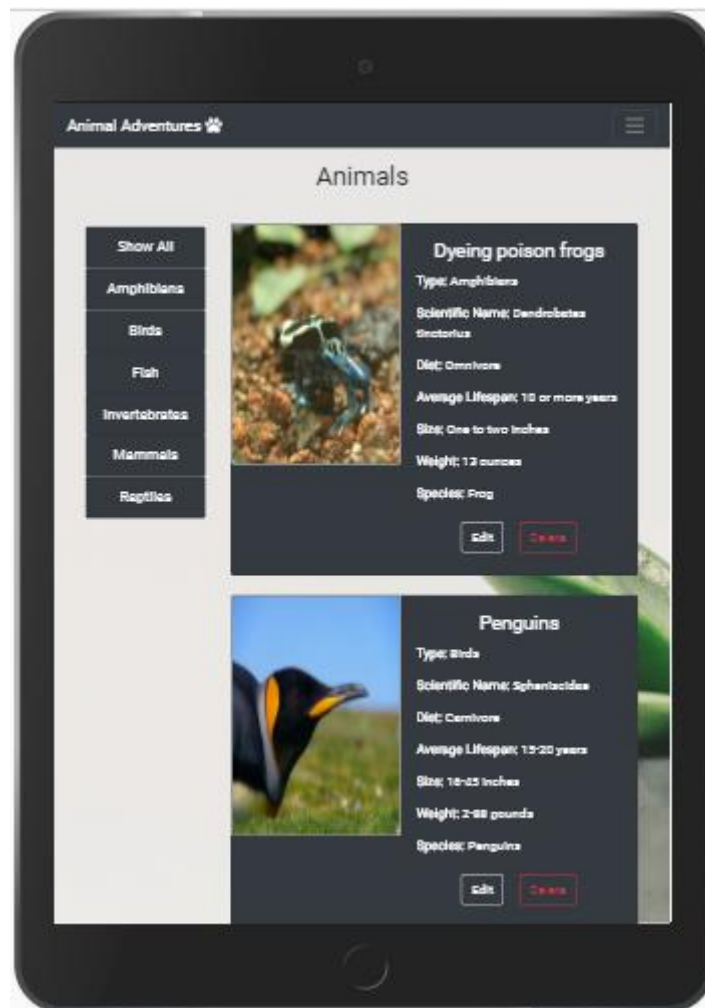 Animal Adventures
Animals
Show All
Amphibians
Birds
Fish
Invertebrates
Mammals
Reptiles
Dyeing poison frogs
Type: Amphibians
Scientific Name: Dendrobates
tinctorius
Diet: Omnivore
Average Lifespan: 10 or more years
Size: One to two inches
Weight: 13 ounces
Species: Frog
Edit Delete
Penguins
Type: Birds
Scientific Name: Spheniscidae
Diet: Carnivore
Average Lifespan: 15-20 years
Size: 16-45 inches
Weight: 2-88 pounds
Species: Penguins
Edit Delete